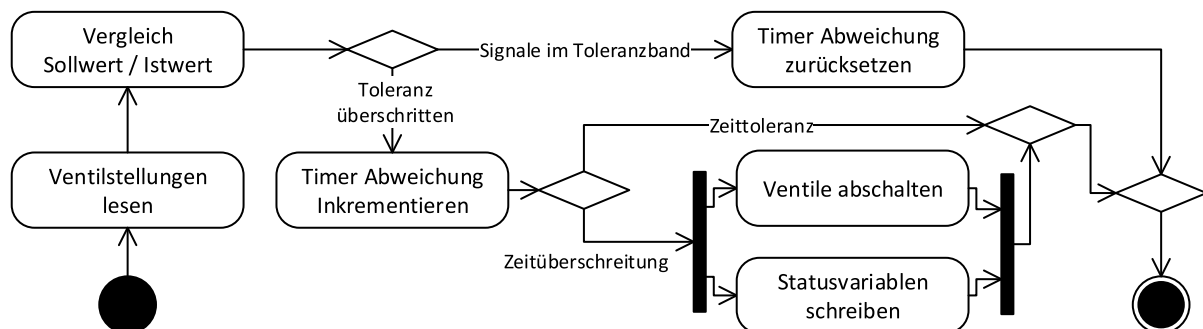 Vergleich
Sollwert / Istwert
Signale im Toleranzband
Timer Abweichung
zurücksetzen
Toleranz
überschritten
Zeittoleranz
Ventilstellungen
lesen
Timer Abweichung
Inkrementieren
Ventile abschalten
Zeitüberschreitung
Statusvariablen
schreiben